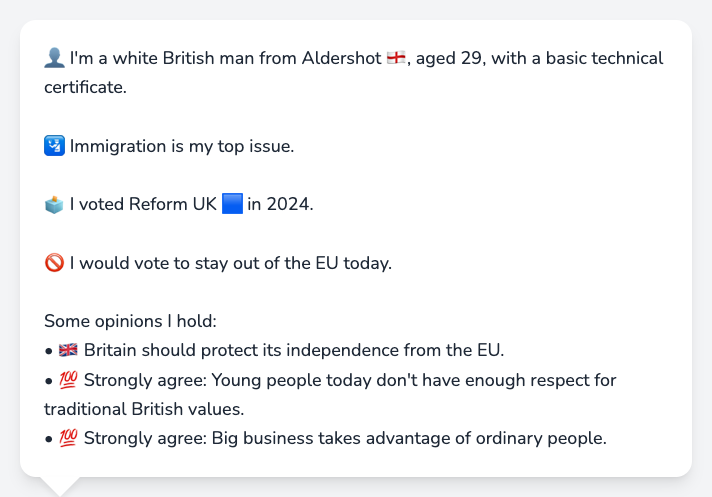 👤 I'm a white British man from Aldershot 🏴󠁧󠁢󠁥󠁮󠁧󠁿, aged 29, with a basic technical
certificate.
🛂 Immigration is my top issue.
🗳️ I voted Reform UK 🟦 in 2024.
🚫 I would vote to stay out of the EU today.
Some opinions I hold:
• 🇬🇧 Britain should protect its independence from the EU.
• 💯 Strongly agree: Young people today don't have enough respect for
traditional British values.
• 💯 Strongly agree: Big business takes advantage of ordinary people.